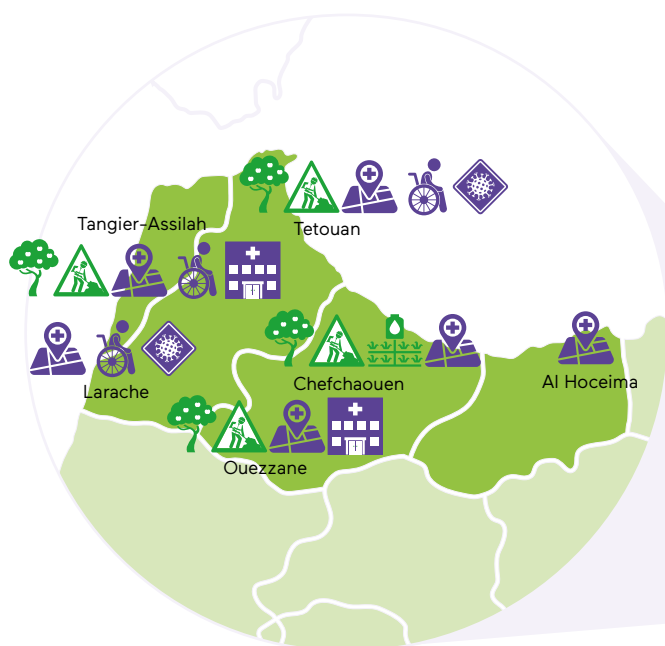 Tangier-Assilah
Tetouan
Larache
Chefchaouen
Al Hoceima
Ouezzane